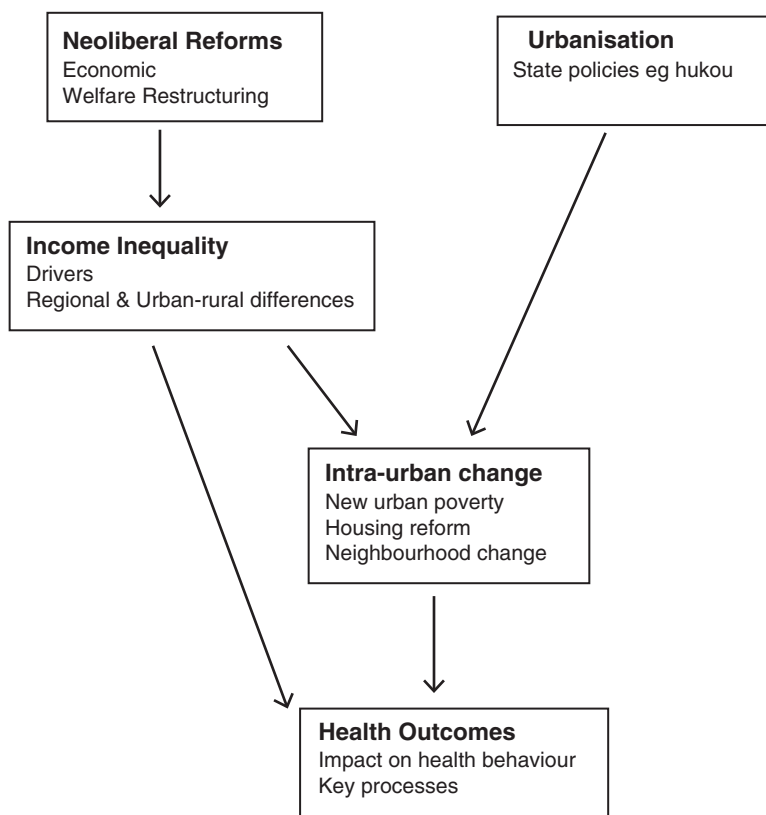 Neoliberal Reforms
Economic
Welfare Restructuring
Urbanisation
State policies eg hukou
Income Inequality
Drivers
Regional & Urban-rural differences
Intra-urban change
New urban poverty
Housing reform
Neighbourhood change
Health Outcomes
Impact on health behaviour
Key processes